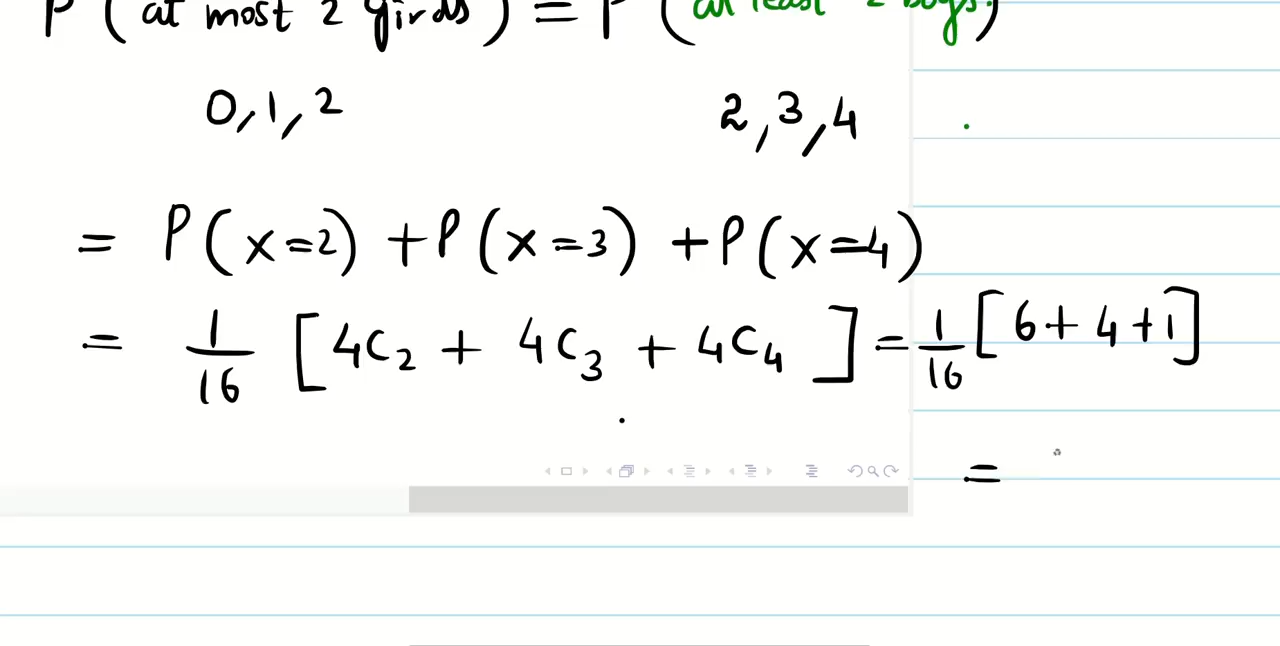 P ( at most 2 girls ) = P ( at least 2 boys. )
0, 1, 2 2, 3, 4
= P(x=2) + P(x=3) + P(x=4)
= 1/16 [ 4C₂ + 4C₃ + 4C₄ ] = 1/16 [ 6 + 4 + 1 ]
=